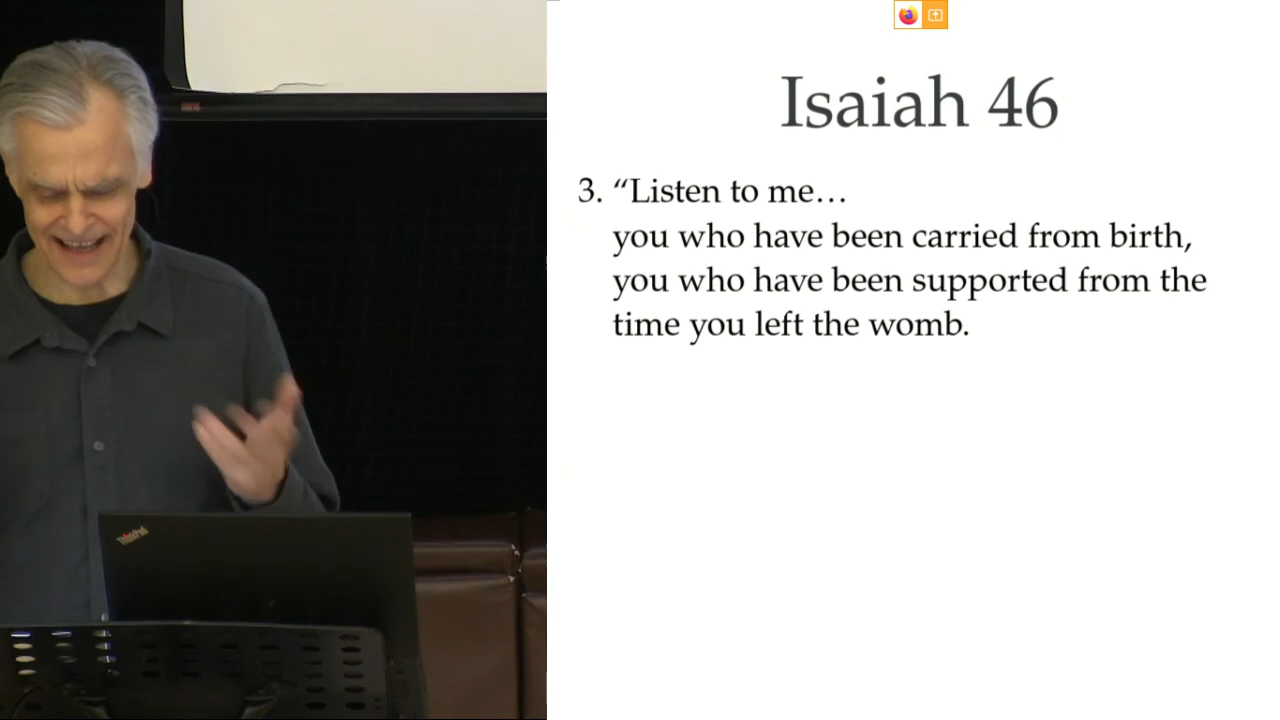 Isaiah 46
3. “Listen to me…
you who have been carried from birth,
you who have been supported from the
time you left the womb.
ThinkPad